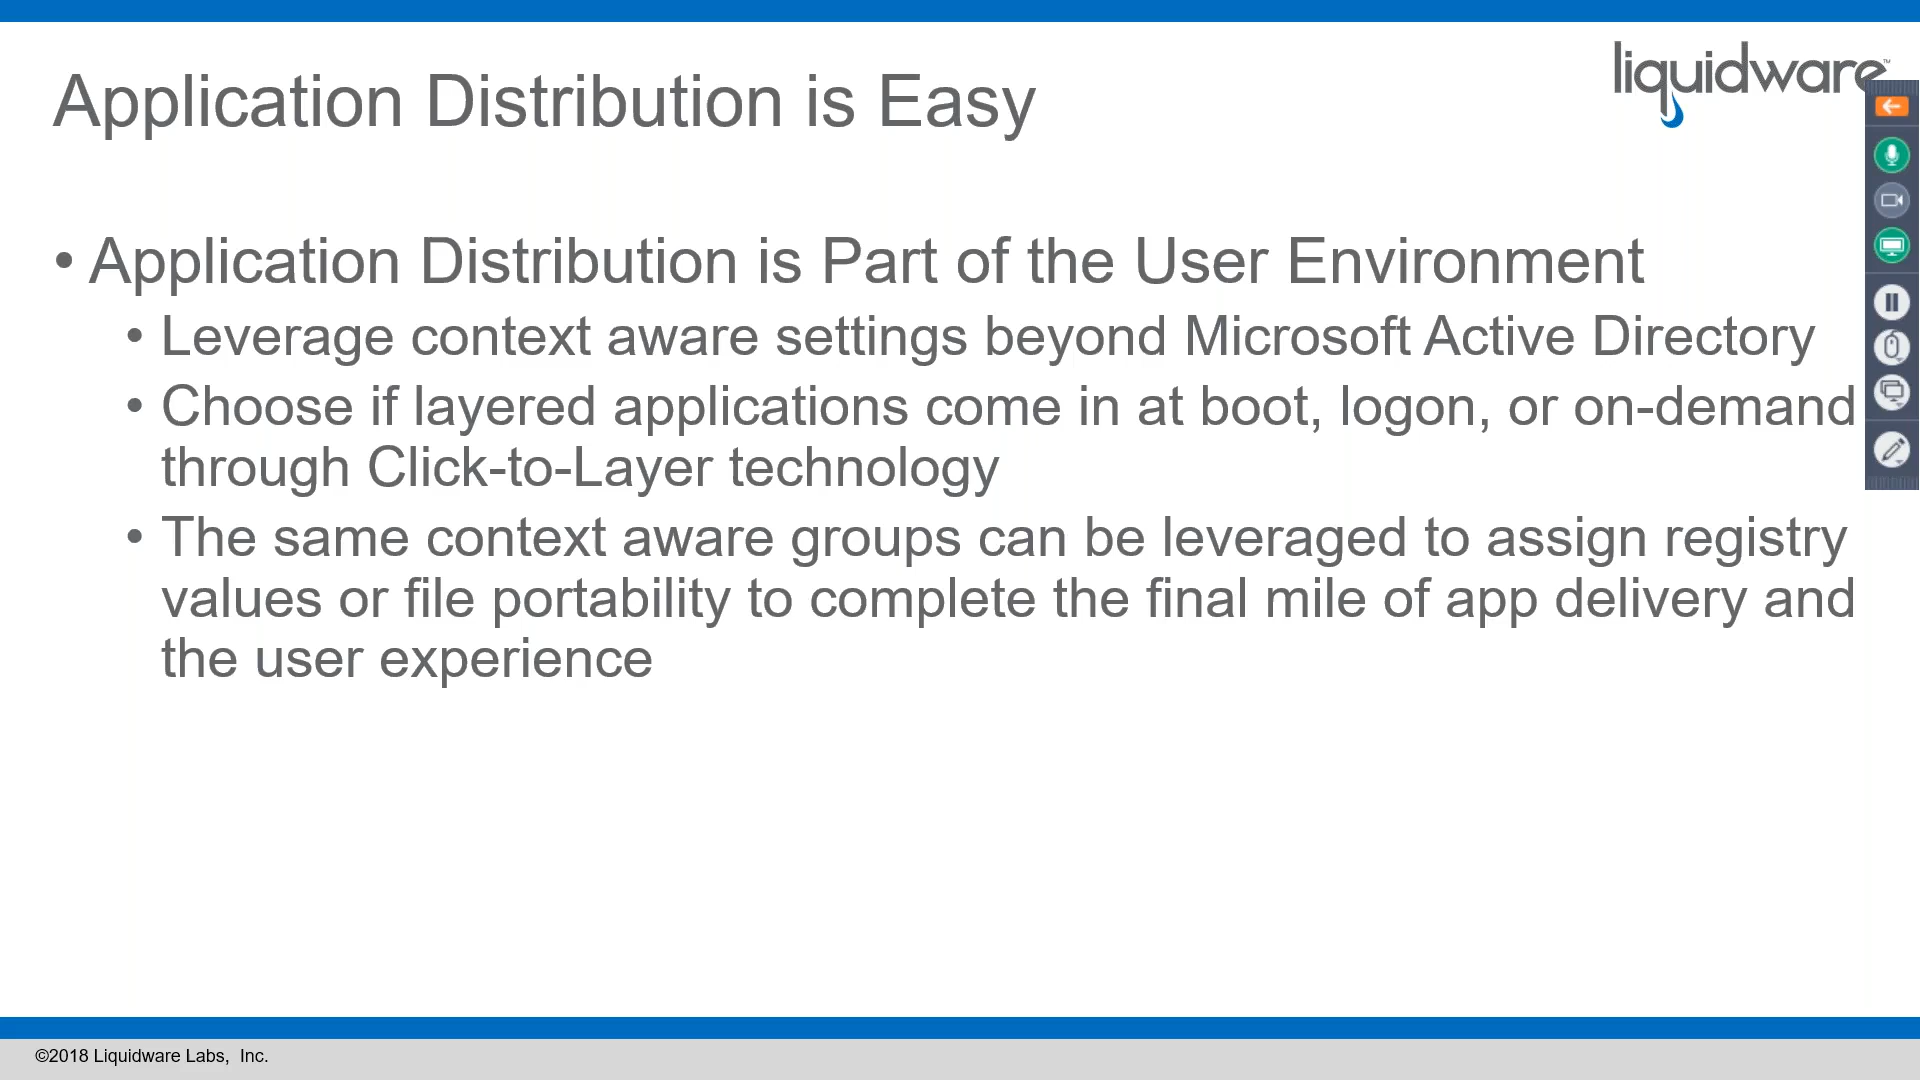 Application Distribution is Easy
liquidware™
• Application Distribution is Part of the User Environment
• Leverage context aware settings beyond Microsoft Active Directory
• Choose if layered applications come in at boot, logon, or on-demand
through Click-to-Layer technology
• The same context aware groups can be leveraged to assign registry
values or file portability to complete the final mile of app delivery and
the user experience
©2018 Liquidware Labs, Inc.